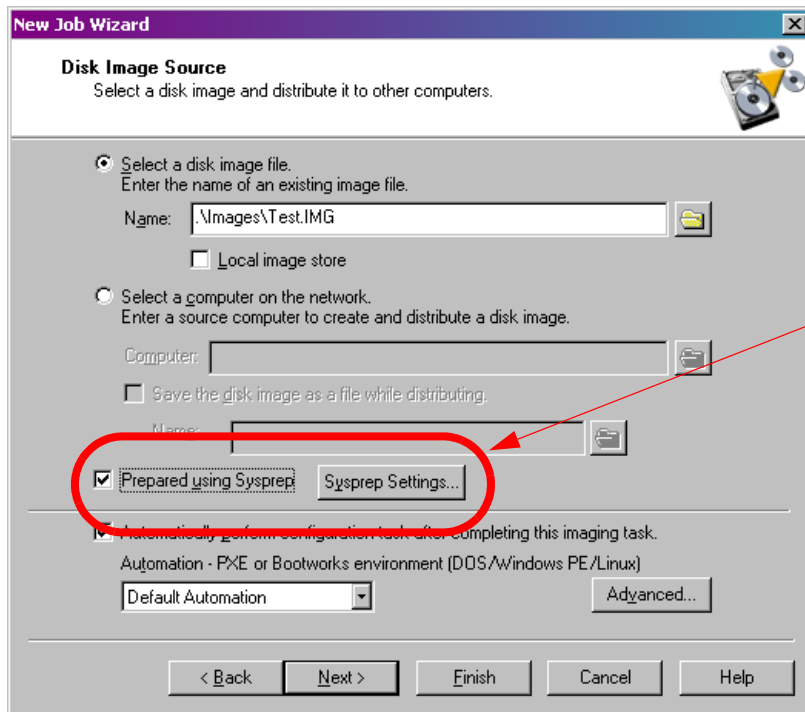 New Job Wizard
Disk Image Source
Select a disk image and distribute it to other computers.
Select a disk image file.
Enter the name of an existing image file.
Name: .\Images\Test.IMG
Local image store
Select a computer on the network.
Enter a source computer to create and distribute a disk image.
Computer:
Save the disk image as a file while distributing.
Name:
Prepared using Sysprep Sysprep Settings...
Automatically perform configuration task after completing this imaging task.
Automation - PXE or Bootworks environment (DOS/Windows PE/Linux)
Default Automation Advanced...
< Back Next > Finish Cancel Help